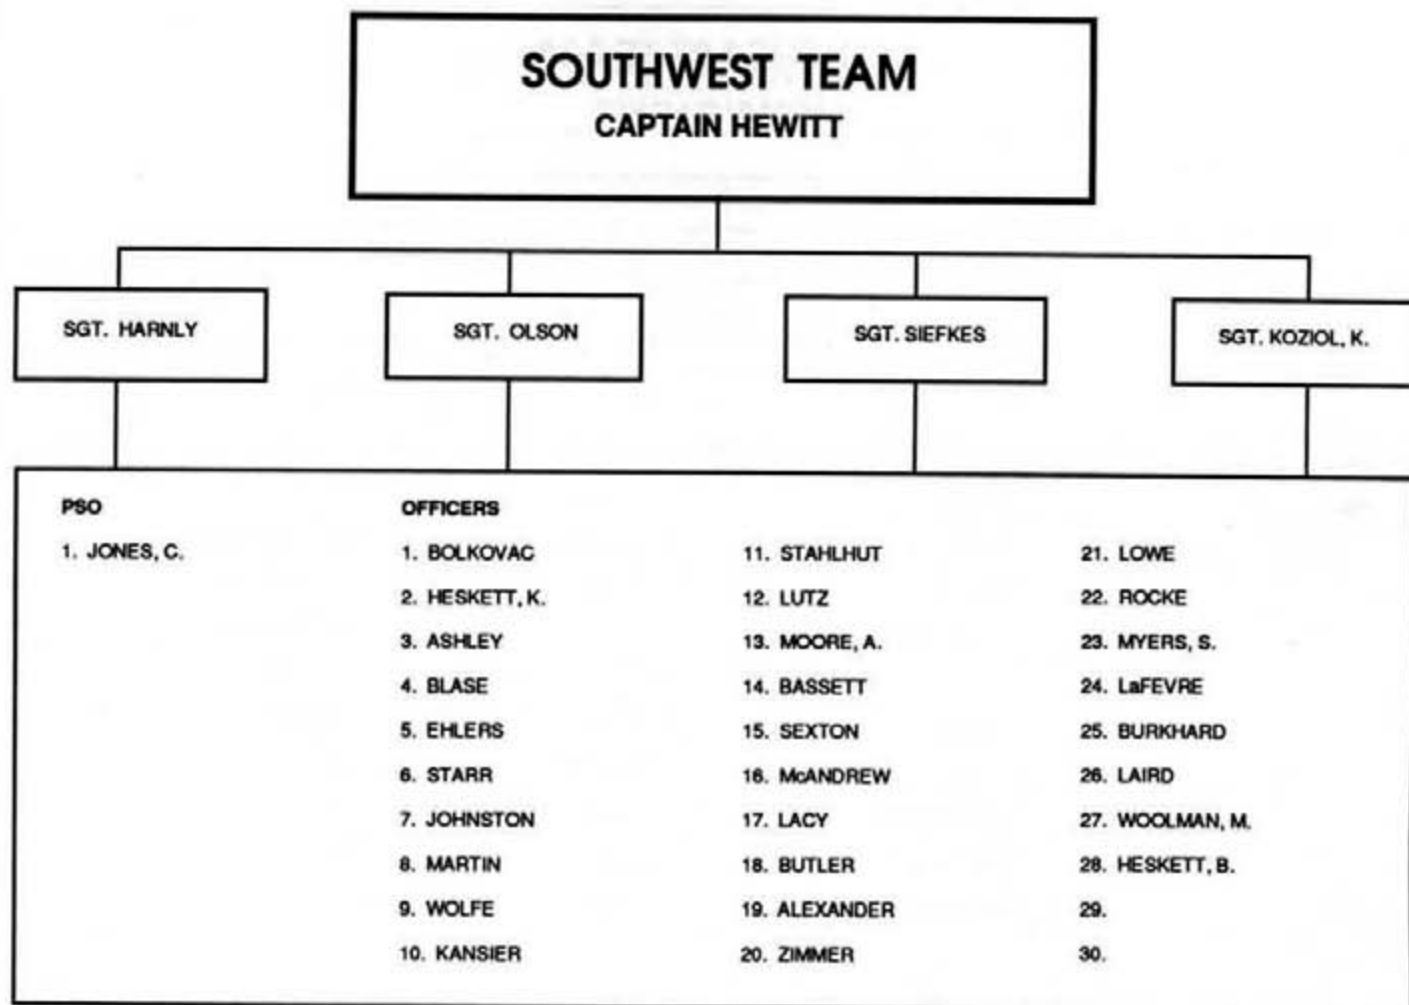 SOUTHWEST TEAM
CAPTAIN HEWITT
SGT. HARNLY
SGT. OLSON
SGT. SIEFKES
SGT. KOZIOL, K.
PSO
1. JONES, C.
OFFICERS
1. BOLKOVAC
2. HESKETT, K.
3. ASHLEY
4. BLASE
5. EHLERS
6. STARR
7. JOHNSTON
8. MARTIN
9. WOLFE
10. KANSIER
11. STAHLHUT
12. LUTZ
13. MOORE, A.
14. BASSETT
15. SEXTON
16. McANDREW
17. LACY
18. BUTLER
19. ALEXANDER
20. ZIMMER
21. LOWE
22. ROCKE
23. MYERS, S.
24. LaFEVRE
25. BURKHARD
26. LAIRD
27. WOOLMAN, M.
28. HESKETT, B.
29.
30.